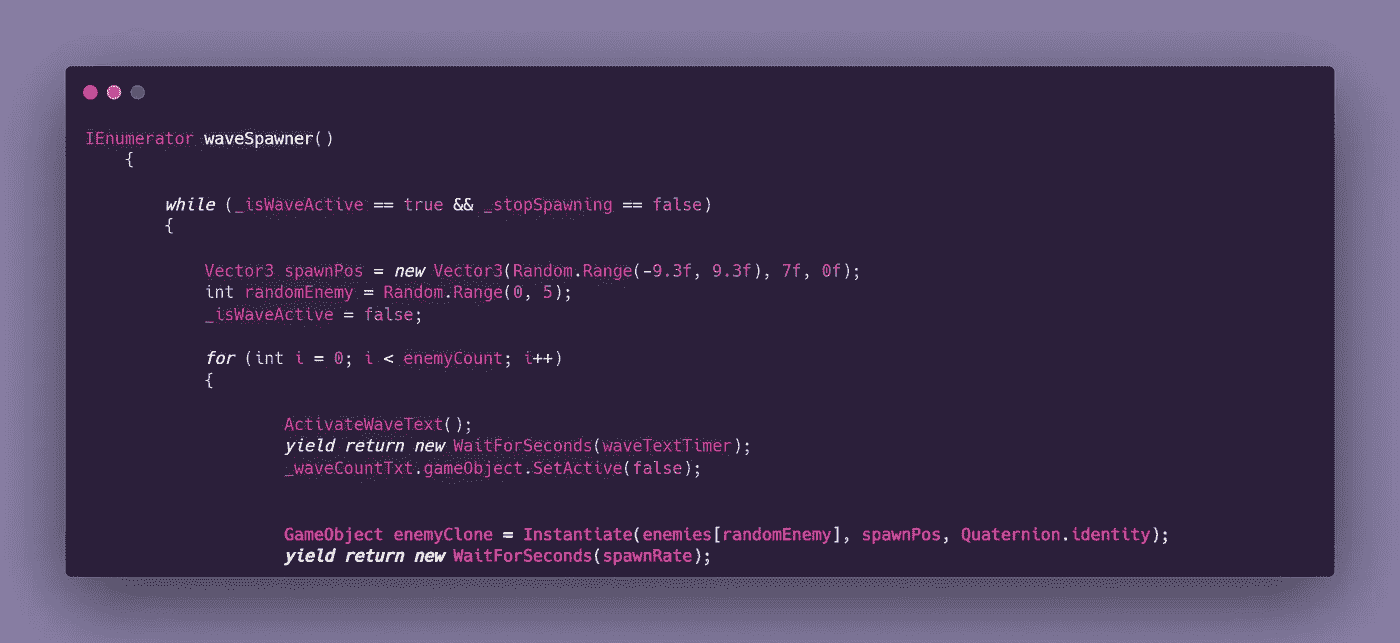 IEnumerator waveSpawner()
{
while (_isWaveActive == true && _stopSpawning == false)
{
Vector3 spawnPos = new Vector3(Random.Range(-9.3f, 9.3f), 7f, 0f);
int randomEnemy = Random.Range(0, 5);
_isWaveActive = false;
for (int i = 0; i < enemyCount; i++)
{
ActivateWaveText();
yield return new WaitForSeconds(waveTextTimer);
_waveCountTxt.gameObject.SetActive(false);
GameObject enemyClone = Instantiate(enemies[randomEnemy], spawnPos, Quaternion.identity);
yield return new WaitForSeconds(spawnRate);